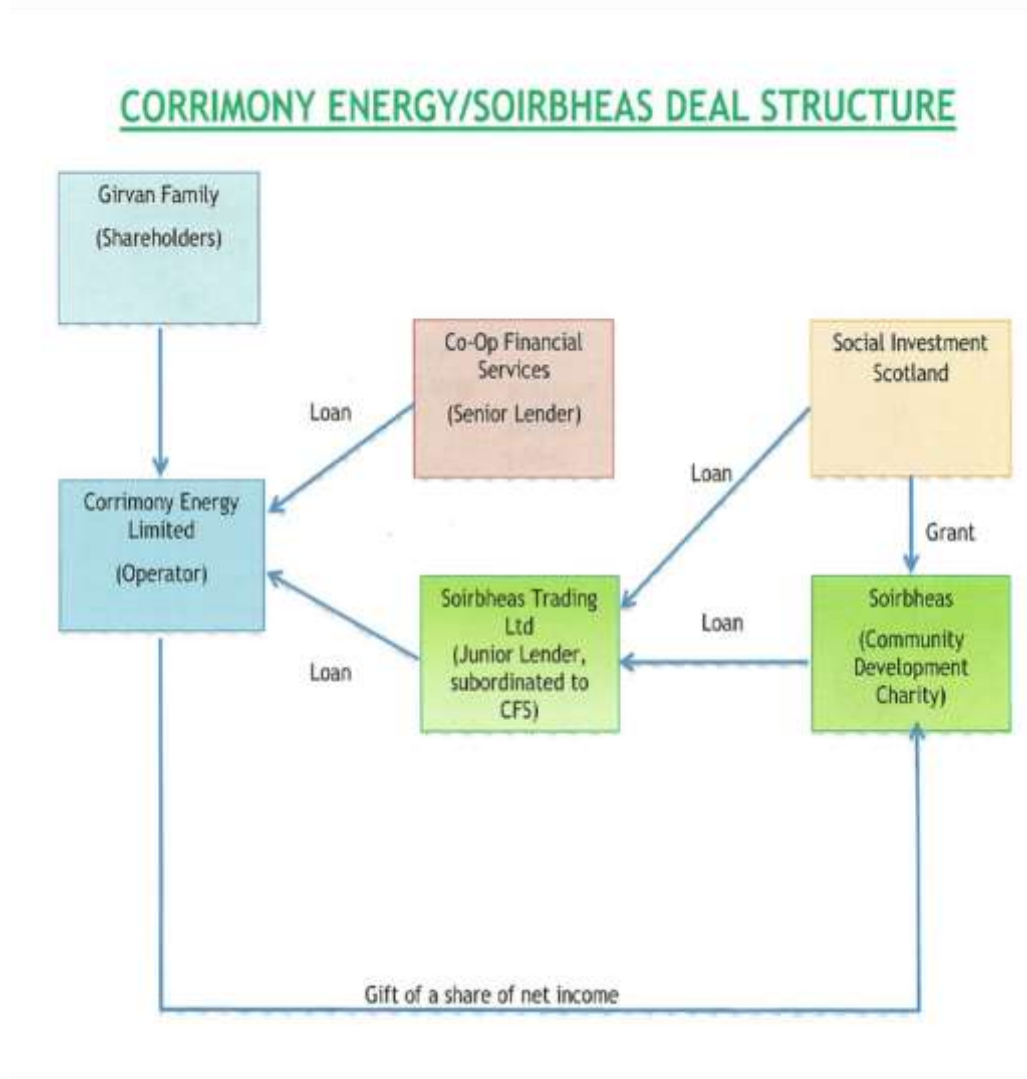 CORRIMONY ENERGY/SOIRBHEAS DEAL STRUCTURE
Girvan Family
(Shareholders)
Co-Op Financial
Services
(Senior Lender)
Social Investment
Scotland
Loan
Loan
Corrimony Energy
Limited
(Operator)
Grant
Soirbheas Trading
Ltd
(Junior Lender,
subordinated to
CFS)
Loan
Soirbheas
(Community
Development
Charity)
Loan
Gift of a share of net income